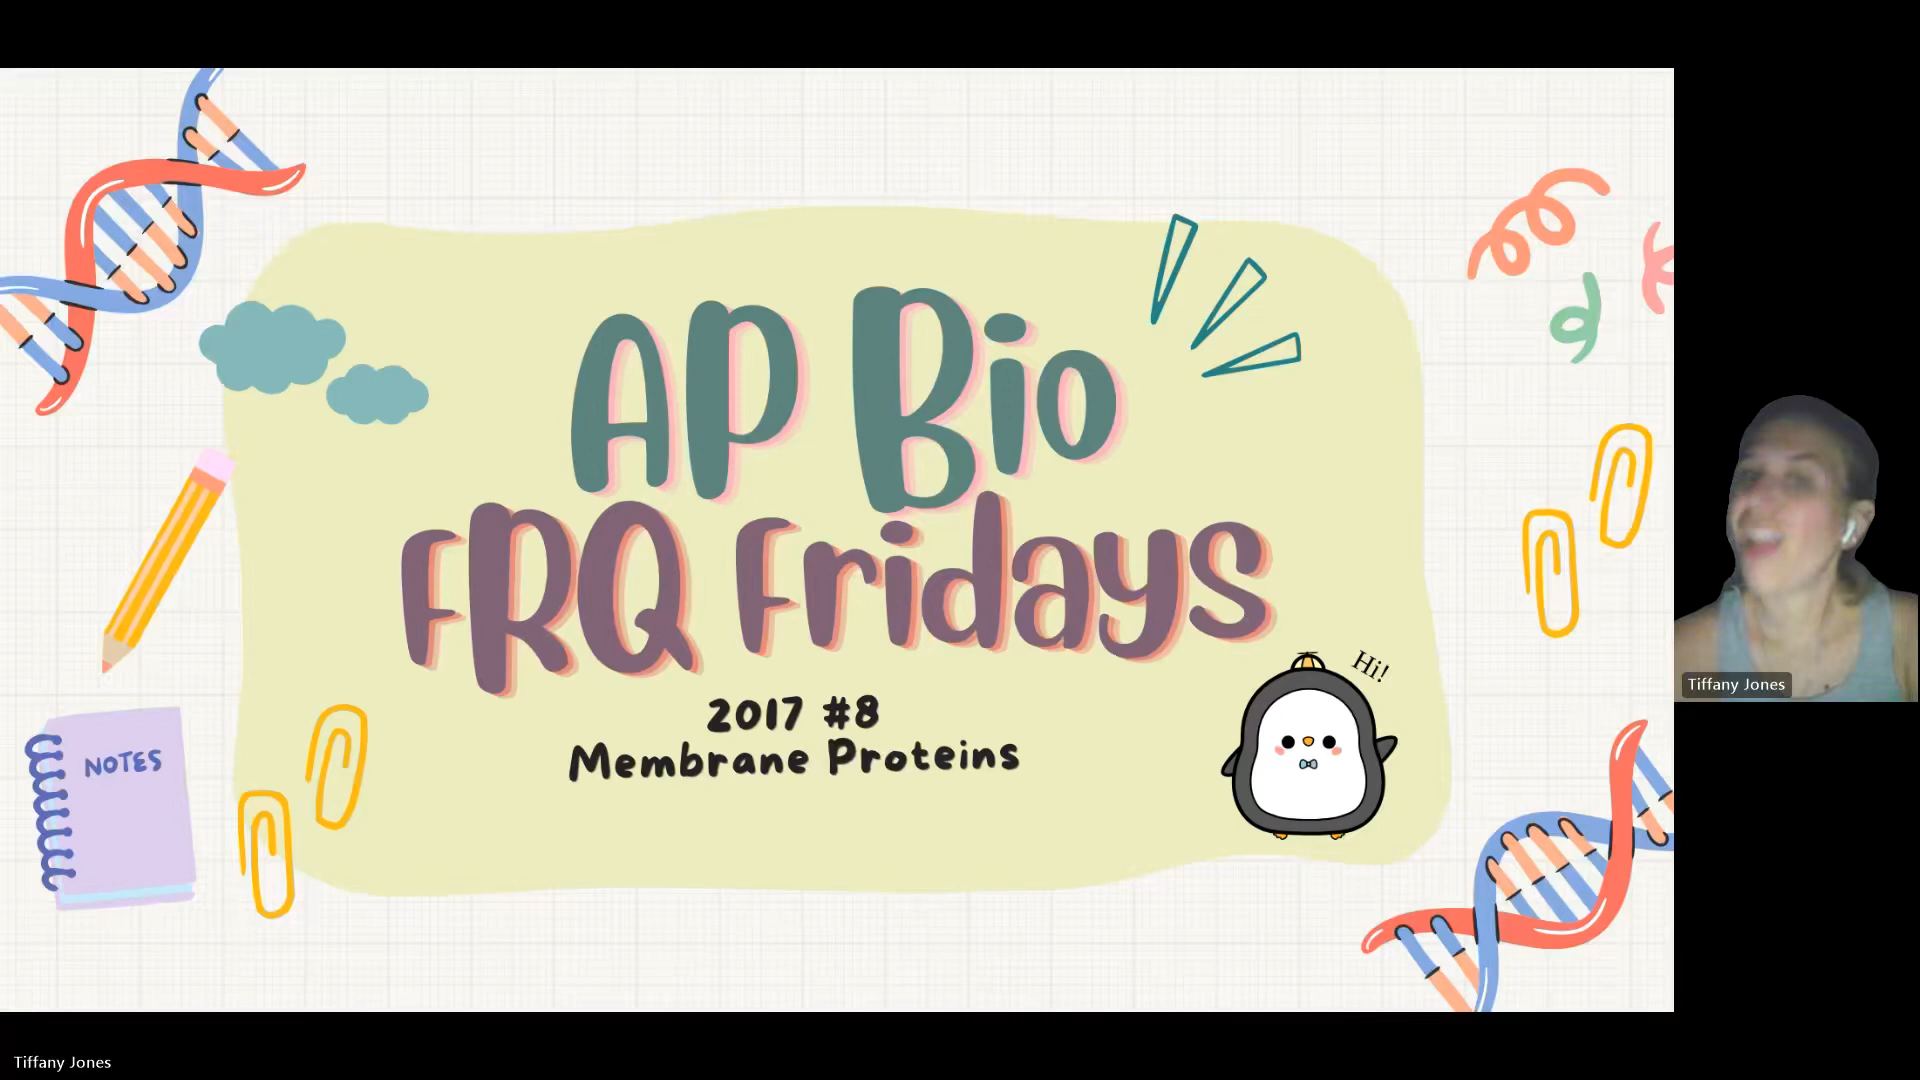 AP Bio
FRQ Fridays
2017 #8
Membrane Proteins
Hi!
NOTES
Tiffany Jones
Tiffany Jones